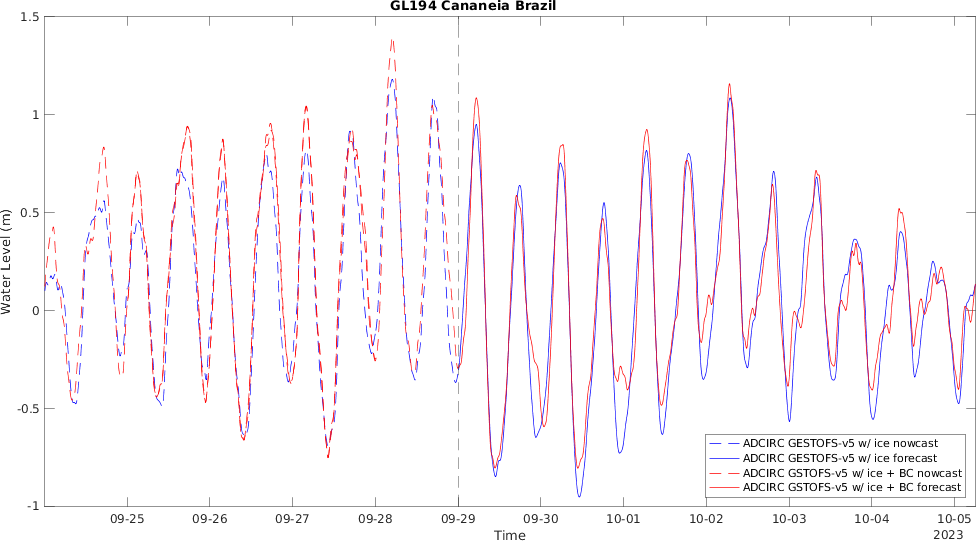 GL194 Cananeia Brazil
1.5
1
0.5
0
-0.5
-1
Water Level (m)
ADCIRC GESTOFS-v5 w/ ice nowcast
ADCIRC GESTOFS-v5 w/ ice forecast
ADCIRC GSTOFS-v5 w/ ice + BC nowcast
ADCIRC GSTOFS-v5 w/ ice + BC forecast
09-25 09-26 09-27 09-28 09-29 09-30 10-01 10-02 10-03 10-04 10-05
Time 2023